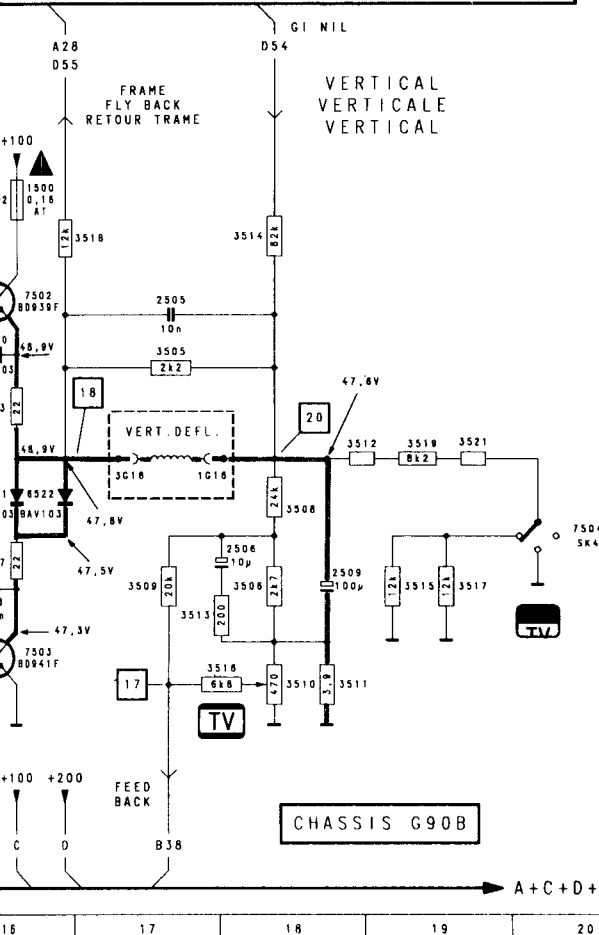 GI NIL
A28
D55
D54
FRAME
FLY BACK
RETOUR TRAME
VERTICAL
VERTICALE
VERTICAL
+100
1500
0,16
AT
12k
3518
3514
82k
7502
BD939F
2505
10n
48,9V
3505
2k2
22
18
47,8V
20
VERT. DEFL.
48,9V
3G16
1G16
3512
3519
3521
8k2
6522
BAV103
47,8V
24k
3508
2506
10µ
47,5V
22
3509
20k
3506
2k7
2509
100µ
12k
3515
12k
3517
SK4
3513
200
47,3V
7503
BD941F
17
3516
6k8
470
3510
3,9
3511
TV
TV
+100
+200
FEED
BACK
C
D
B38
CHASSIS G90B
A+C+D+
16
17
18
19
20